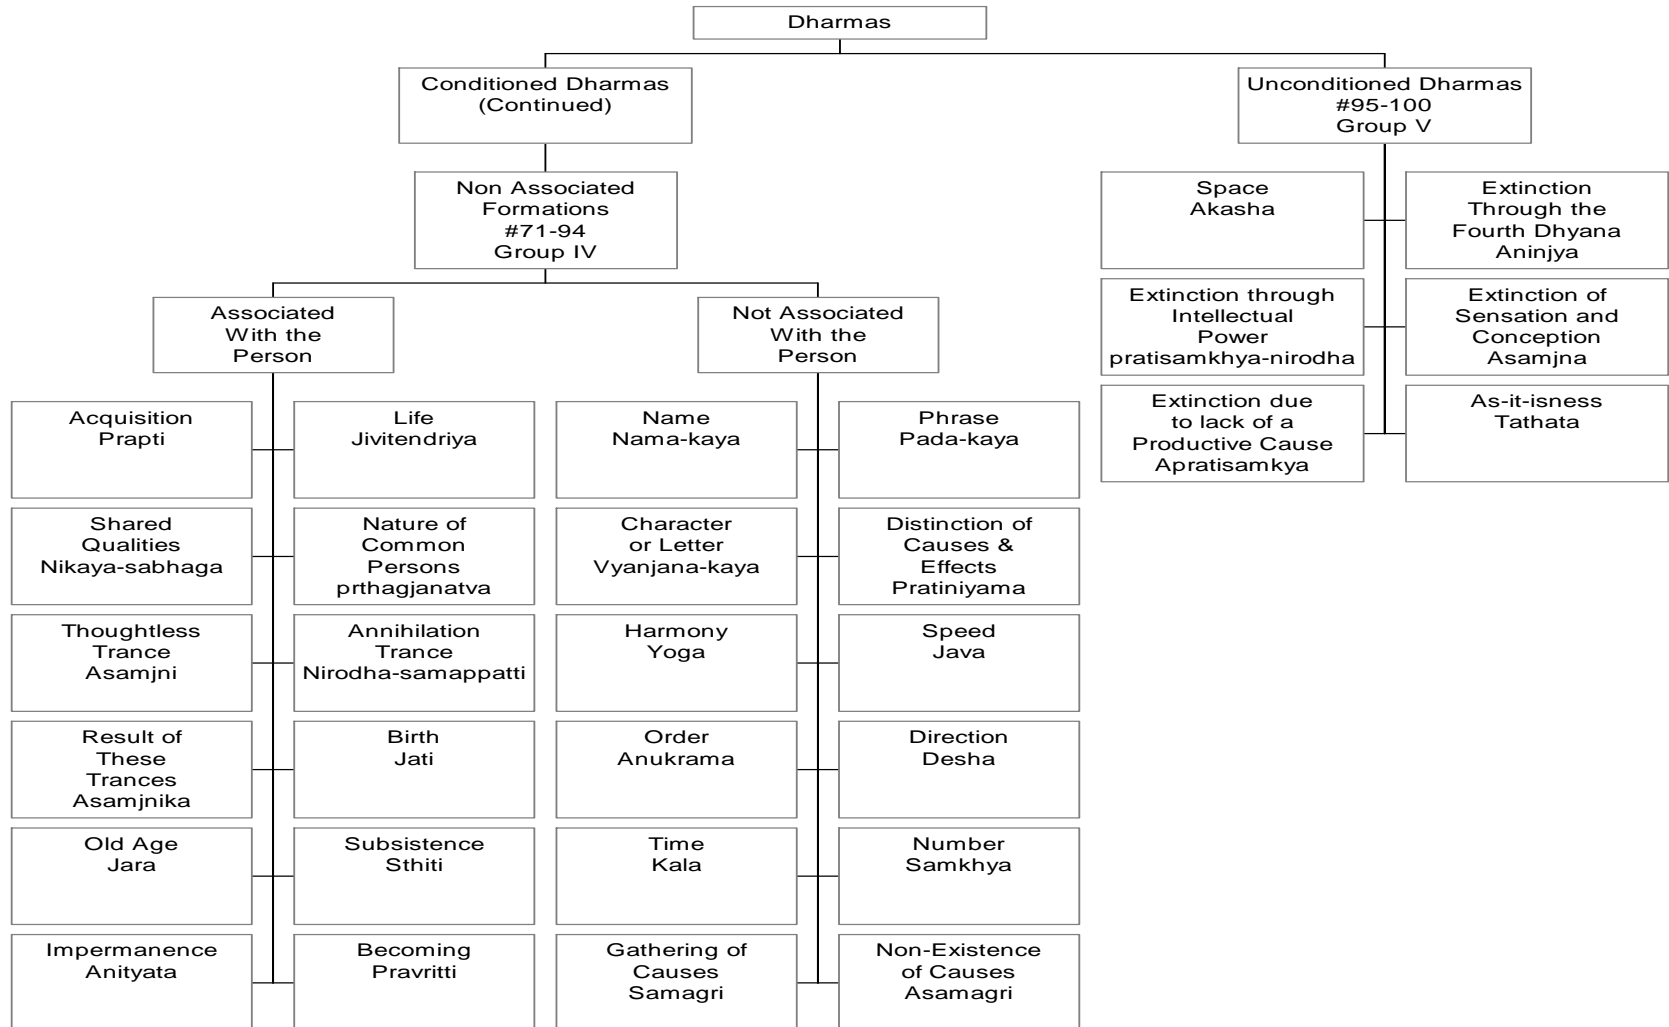 Dharmas
Conditioned Dharmas
(Continued)
Unconditioned Dharmas
#95-100
Group V
Non Associated
Formations
#71-94
Group IV
Space
Akasha
Extinction
Through the
Fourth Dhyana
Aninjya
Extinction through
Intellectual
Power
pratisamkhya-nirodha
Extinction of
Sensation and
Conception
Asamjna
Extinction due
to lack of a
Productive Cause
Apratisamkya
As-it-isness
Tathata
Associated
With the
Person
Not Associated
With the
Person
Acquisition
Prapti
Life
Jivitendriya
Shared
Qualities
Nikaya-sabhaga
Nature of
Common
Persons
prthagjanatva
Thoughtless
Trance
Asamjni
Annihilation
Trance
Nirodha-samappatti
Result of
These
Trances
Asamjnika
Birth
Jati
Old Age
Jara
Subsistence
Sthiti
Impermanence
Anityata
Becoming
Pravritti
Name
Nama-kaya
Phrase
Pada-kaya
Character
or Letter
Vyanjana-kaya
Distinction of
Causes &
Effects
Pratiniyama
Harmony
Yoga
Speed
Java
Order
Anukrama
Direction
Desha
Time
Kala
Number
Samkhya
Gathering of
Causes
Samagri
Non-Existence
of Causes
Asamagri